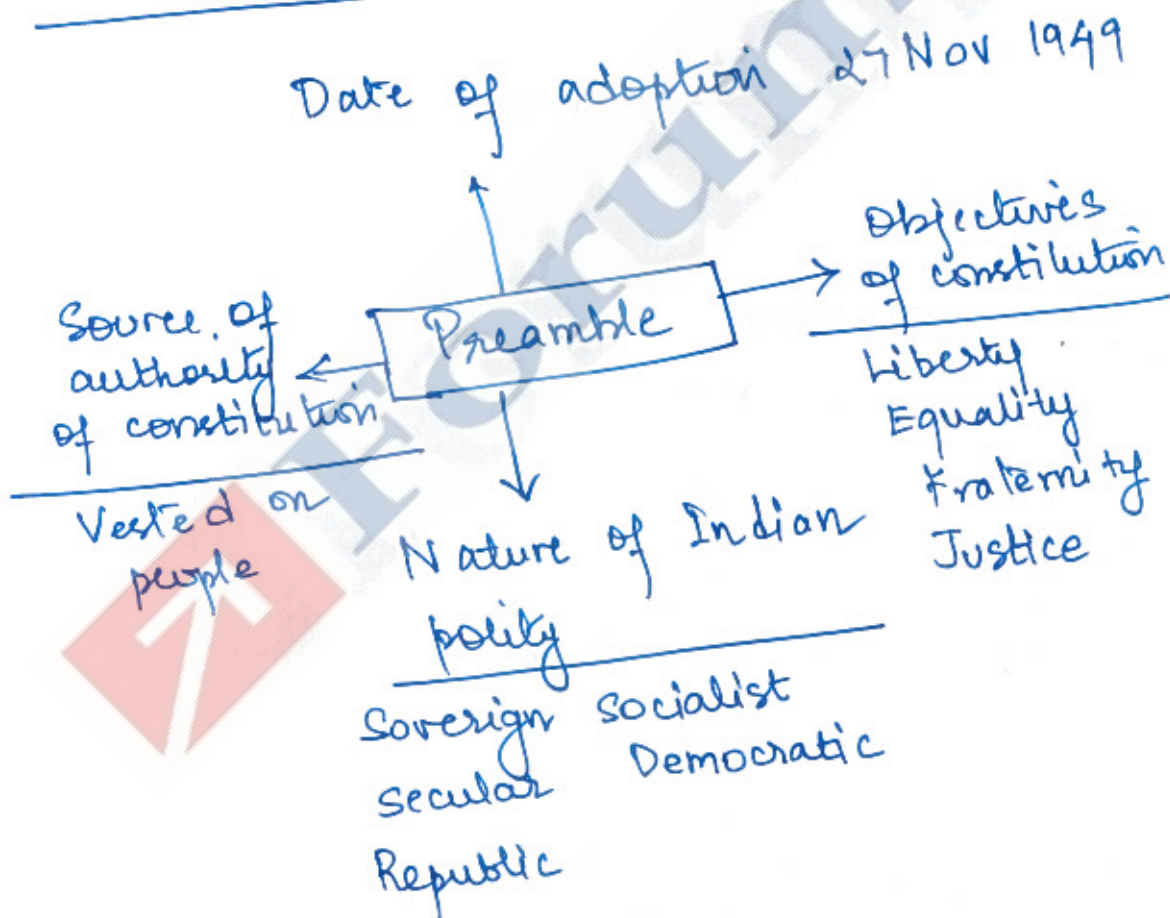 Date of adoption 27 Nov 1949
Preamble
Objectives
of constitution
Liberty
Equality
Fraternity
Justice
Source of
authority
of constitution
Vested on
people
Nature of Indian
polity
Soverign socialist
secular Democratic
Republic
Forum